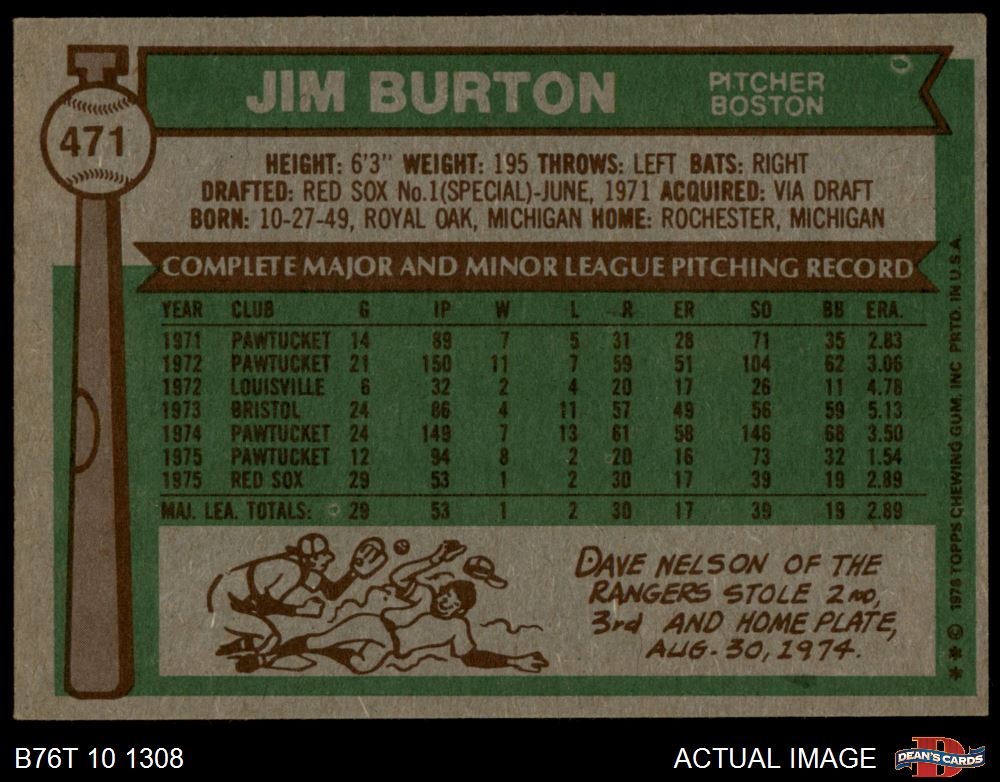 471
JIM BURTON
PITCHER
BOSTON
HEIGHT: 6'3" WEIGHT: 195 THROWS: LEFT BATS: RIGHT
DRAFTED: RED SOX No.1(SPECIAL)-JUNE, 1971 ACQUIRED: VIA DRAFT
BORN: 10-27-49, ROYAL OAK, MICHIGAN HOME: ROCHESTER, MICHIGAN
COMPLETE MAJOR AND MINOR LEAGUE PITCHING RECORD
YEAR CLUB G IP W L R ER SO BB ERA.
1971 PAWTUCKET 14 89 7 5 31 28 71 35 2.83
1972 PAWTUCKET 21 150 11 7 59 51 104 62 3.06
1972 LOUISVILLE 6 32 2 4 20 17 26 11 4.78
1973 BRISTOL 24 86 4 11 57 49 56 59 5.13
1974 PAWTUCKET 24 149 7 13 61 58 146 68 3.50
1975 PAWTUCKET 12 94 8 2 20 16 73 32 1.54
1975 RED SOX 29 53 1 2 30 17 39 19 2.89
MAJ. LEA. TOTALS: 29 53 1 2 30 17 39 19 2.89
DAVE NELSON OF THE
RANGERS STOLE 2ND,
3rd AND HOME PLATE,
AUG. 30, 1974.
* * © 1976 TOPPS CHEWING GUM, INC PRTD. IN U.S.A.
B76T 10 1308
ACTUAL IMAGE
D
DEAN'S CARDS